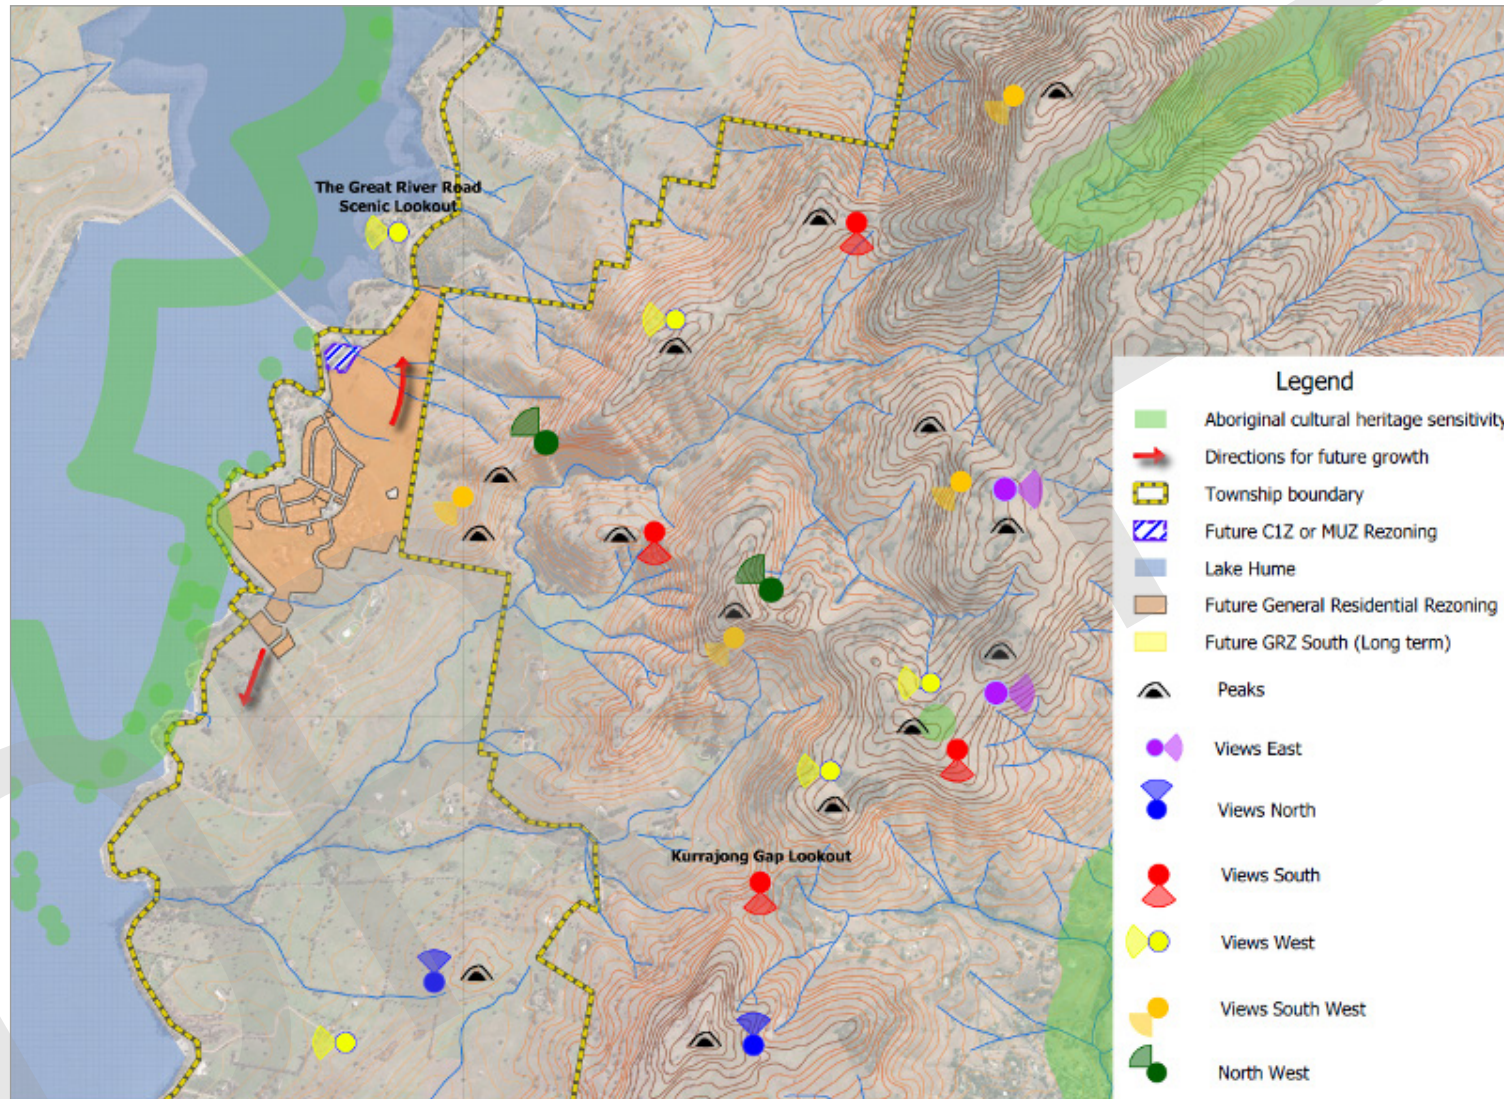 The Great River Road
Scenic Lookout
Kurrajong Gap Lookout
Legend
Aboriginal cultural heritage sensitivity
Directions for future growth
Township boundary
Future C1Z or MUZ Rezoning
Lake Hume
Future General Residential Rezoning
Future GRZ South (Long term)
Peaks
Views East
Views North
Views South
Views West
Views South West
North West